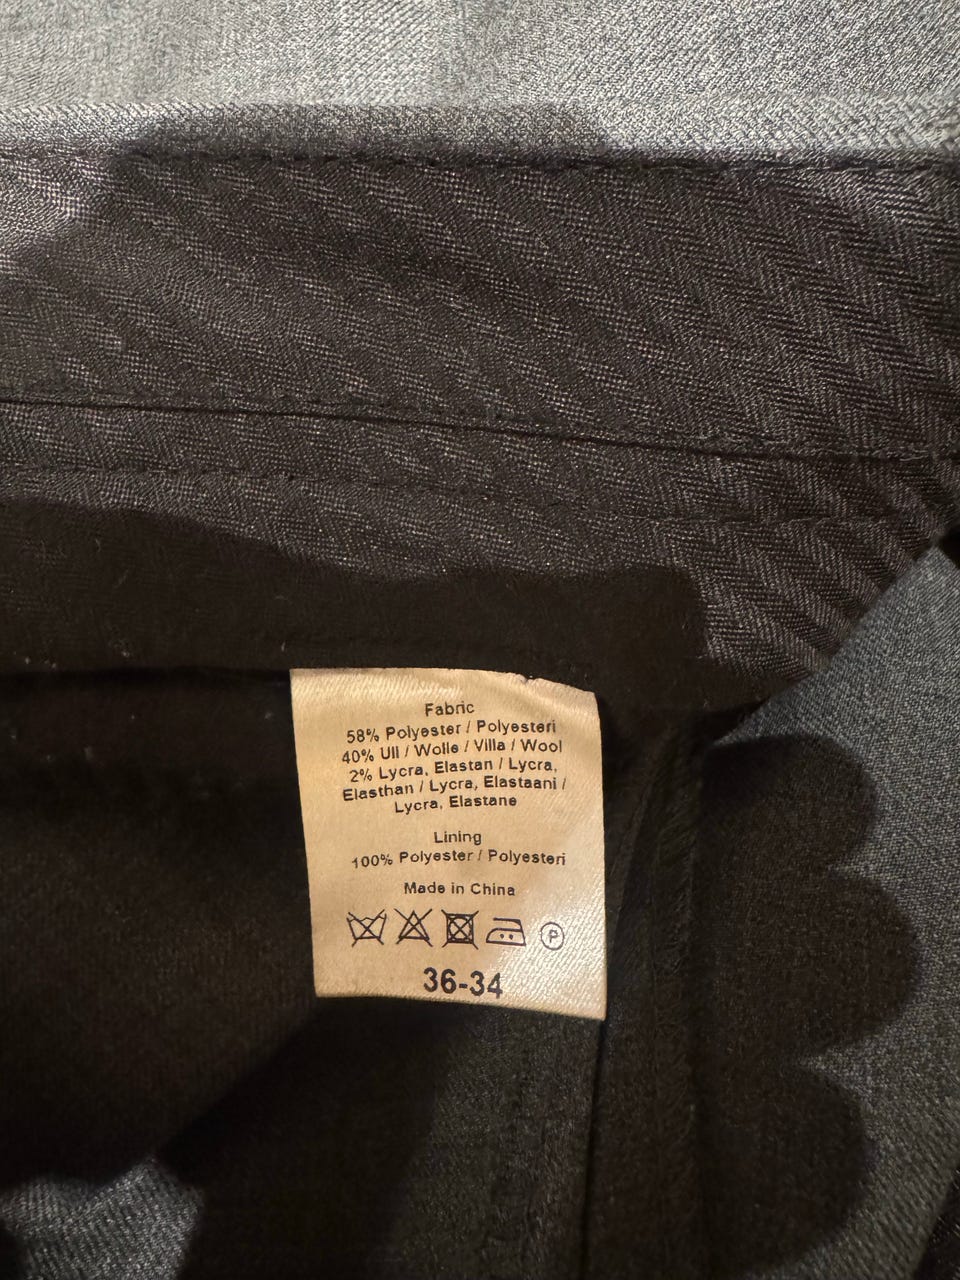 Fabric
58% Polyester / Polyesteri
40% Ull / Wolle / Villa / Wool
2% Lycra, Elastan / Lycra,
Elasthan / Lycra, Elastaani /
Lycra, Elastane
Lining
100% Polyester / Polyesteri
Made in China
P
36-34